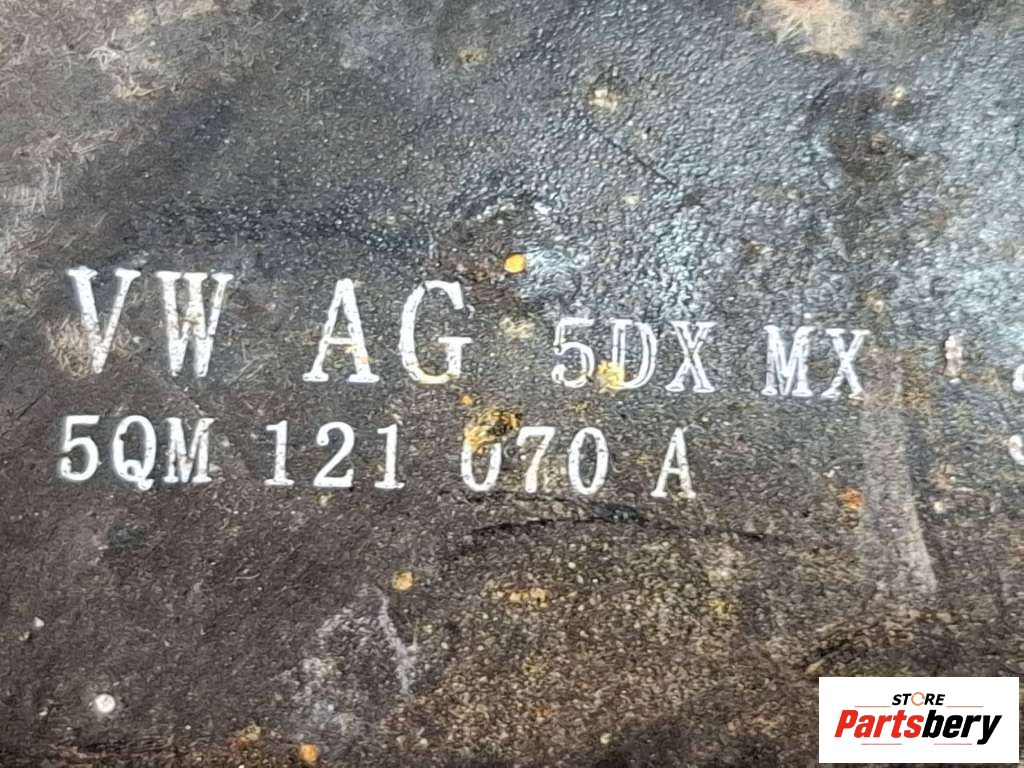 VW AG 5DX MX
5QM 121 070 A
STORE
Partsbery